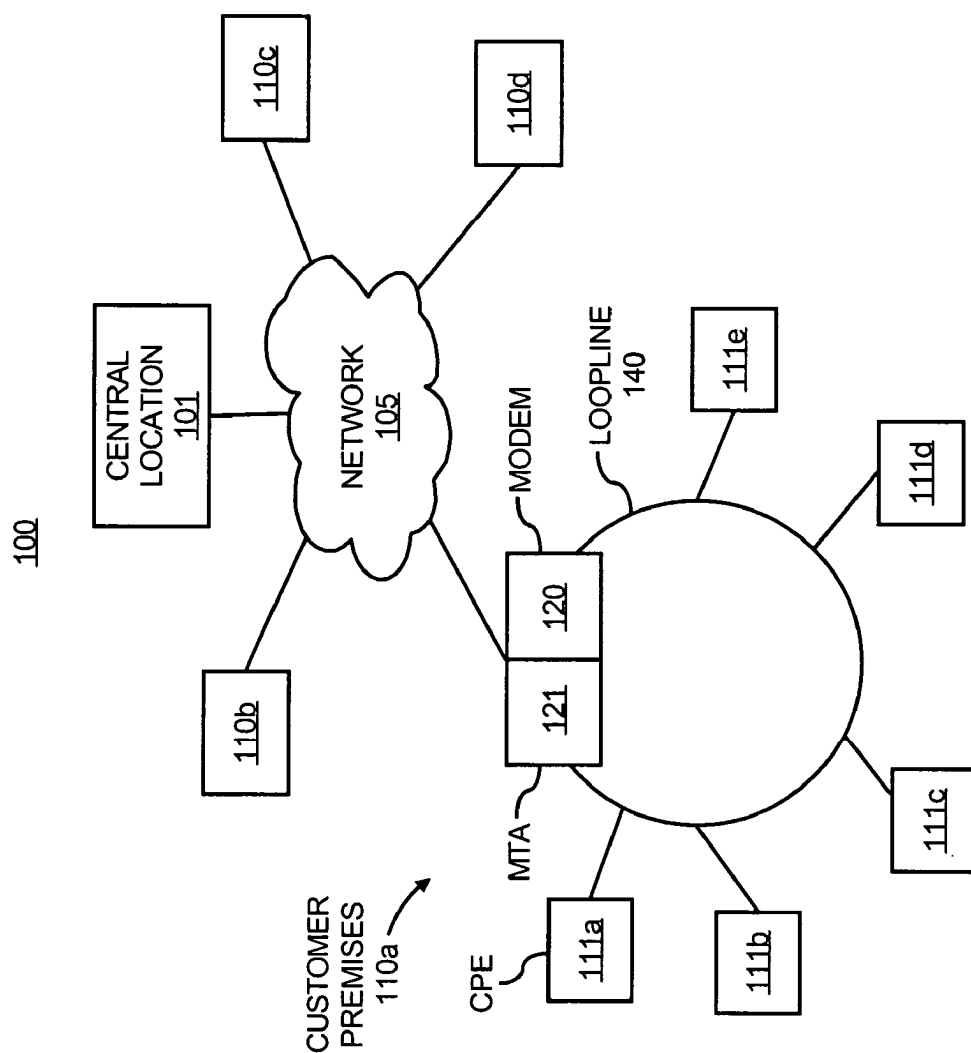 100
CENTRAL
LOCATION
101
110b
110c
NETWORK
105
110d
CUSTOMER
PREMISES
110a
MTA
121
120
MODEM
LOOPLINE
140
CPE
111a
111b
111c
111d
111e